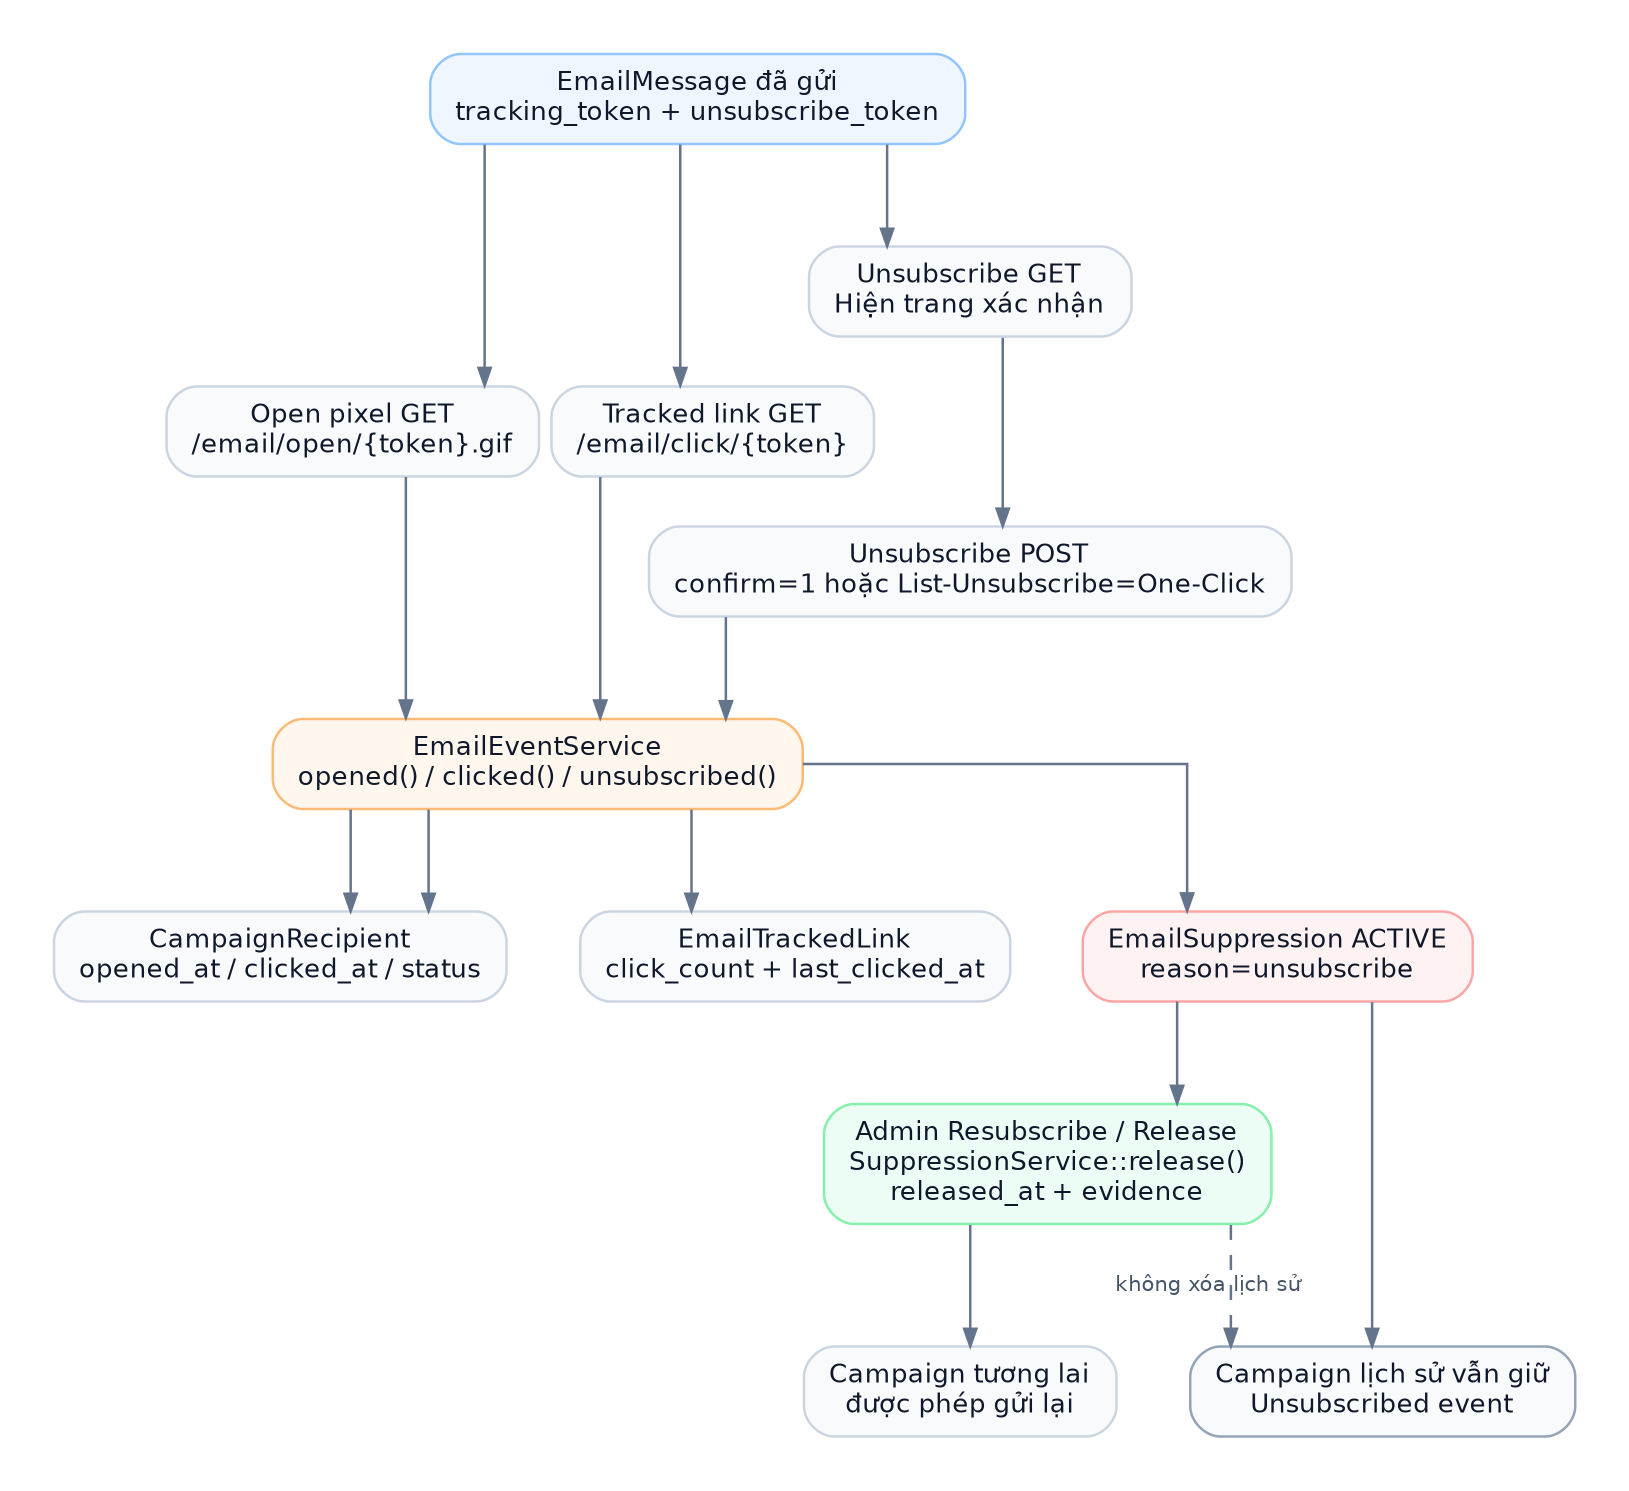 EmailMessage đã gửi
tracking_token + unsubscribe_token
Unsubscribe GET
Hiện trang xác nhận
Open pixel GET
/email/open/{token}.gif
Tracked link GET
/email/click/{token}
Unsubscribe POST
confirm=1 hoặc List-Unsubscribe=One-Click
EmailEventService
opened() / clicked() / unsubscribed()
CampaignRecipient
opened_at / clicked_at / status
EmailTrackedLink
click_count + last_clicked_at
EmailSuppression ACTIVE
reason=unsubscribe
Admin Resubscribe / Release
SuppressionService::release()
released_at + evidence
không xóa lịch sử
Campaign tương lai
được phép gửi lại
Campaign lịch sử vẫn giữ
Unsubscribed event